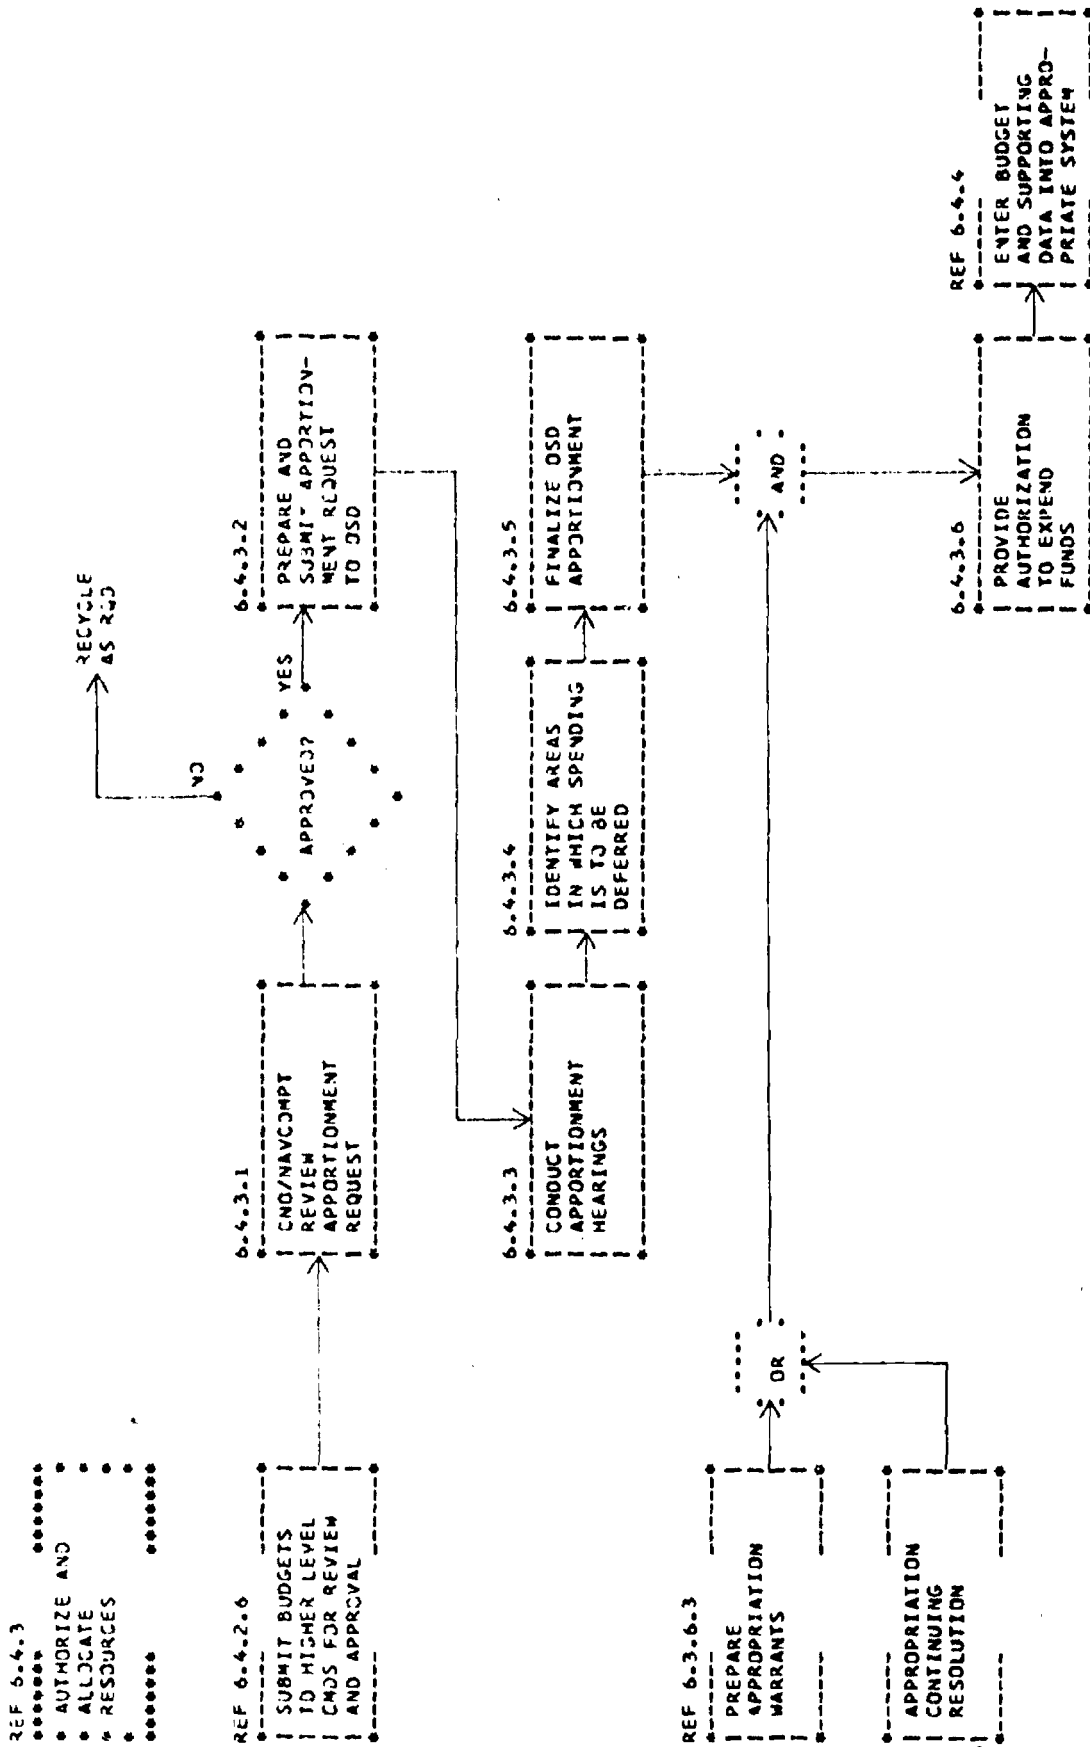 REF 6.4.3
AUTHORIZE AND
ALLOCATE
RESOURCES
REF 6.4.2.6
SUBMIT BUDGETS
TO HIGHER LEVEL
CMDS FOR REVIEW
AND APPROVAL
6.4.3.1
CNO/NAVCOMPT
REVIEW
APPORTIONMENT
REQUEST
APPROVED?
NO
RECYCLE
AS RQD
YES
6.4.3.2
PREPARE AND
SUBMIT APPORTION-
MENT REQUEST
TO OSD
6.4.3.3
CONDUCT
APPORTIONMENT
HEARINGS
6.4.3.4
IDENTIFY AREAS
IN WHICH SPENDING
IS TO BE
DEFERRED
6.4.3.5
FINALIZE OSD
APPORTIONMENT
REF 6.3.6.3
PREPARE
APPROPRIATION
WARRANTS
OR
AND
APPROPRIATION
CONTINUING
RESOLUTION
6.4.3.6
PROVIDE
AUTHORIZATION
TO EXPEND
FUNDS
REF 6.4.4
ENTER BUDGET
AND SUPPORTING
DATA INTO APPRO-
PRIATE SYSTEM